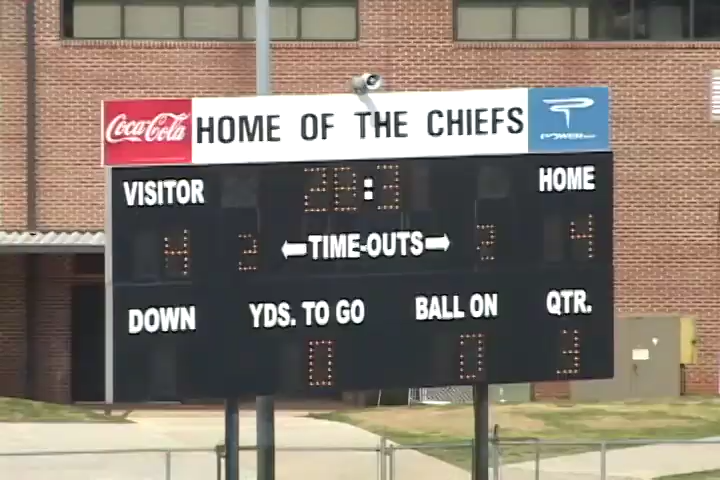 Coca-Cola HOME OF THE CHIEFS POWERade
VISITOR HOME
4 2 ⬅TIME-OUTS➡ 2 4
DOWN YDS. TO GO BALL ON QTR.
0 0 3